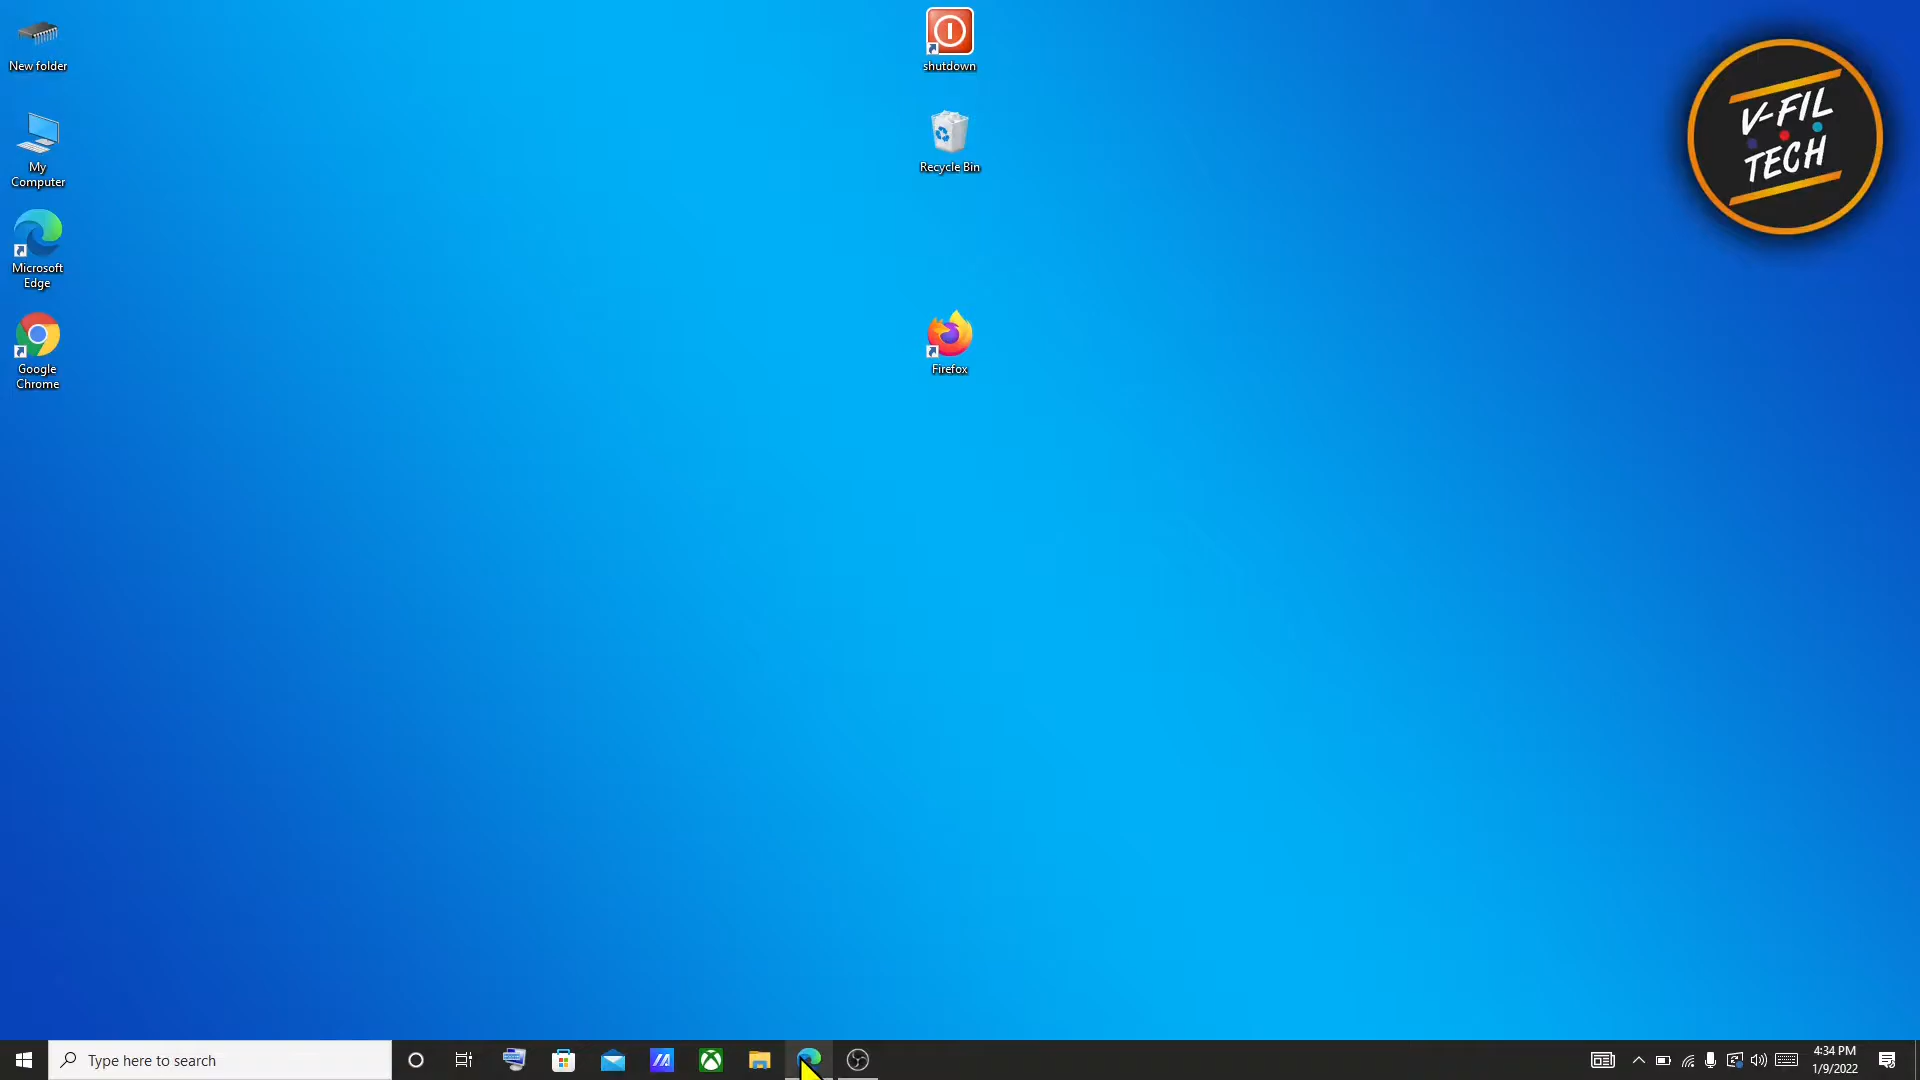 New folder
My
Computer
Microsoft
Edge
Google
Chrome
shutdown
Recycle Bin
Firefox
V-FIL
TECH
Type here to search
4:34 PM
1/9/2022